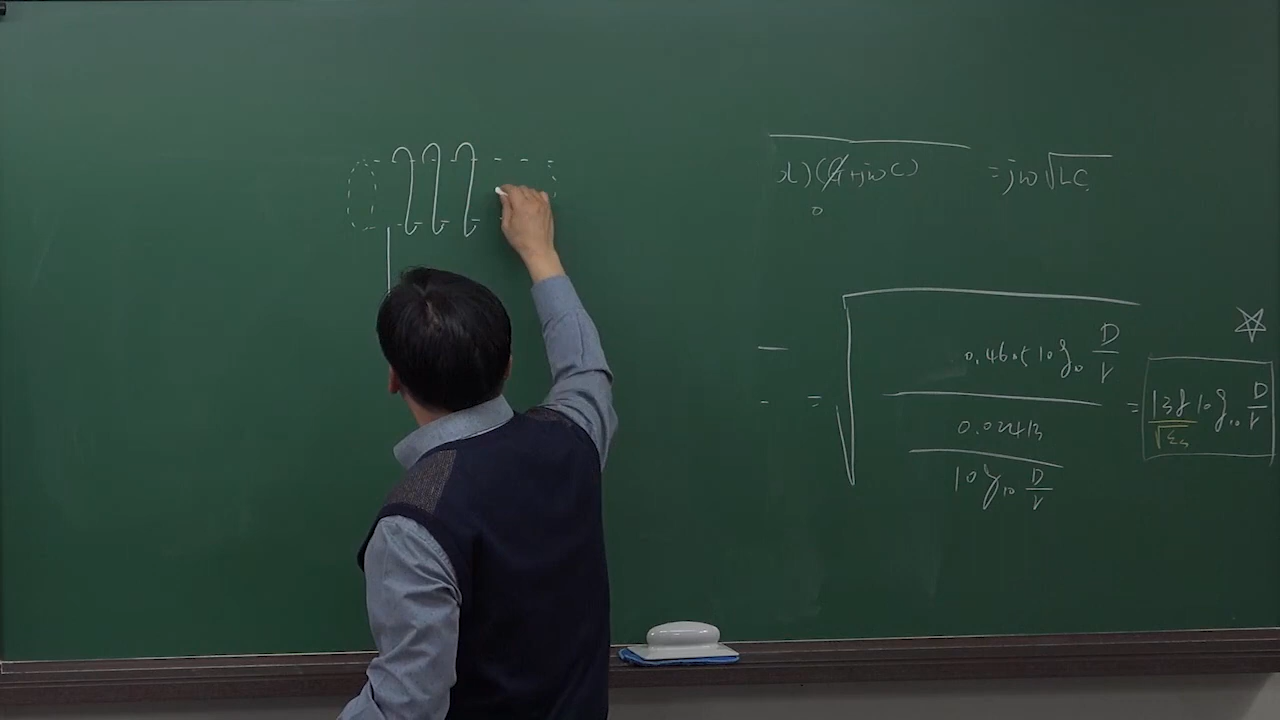 L)(G+jωC) = jω√LC
0
= √ 0.4605 log₁₀ D/r
0.02413
log₁₀ D/r
= 138/√εs log₁₀ D/r